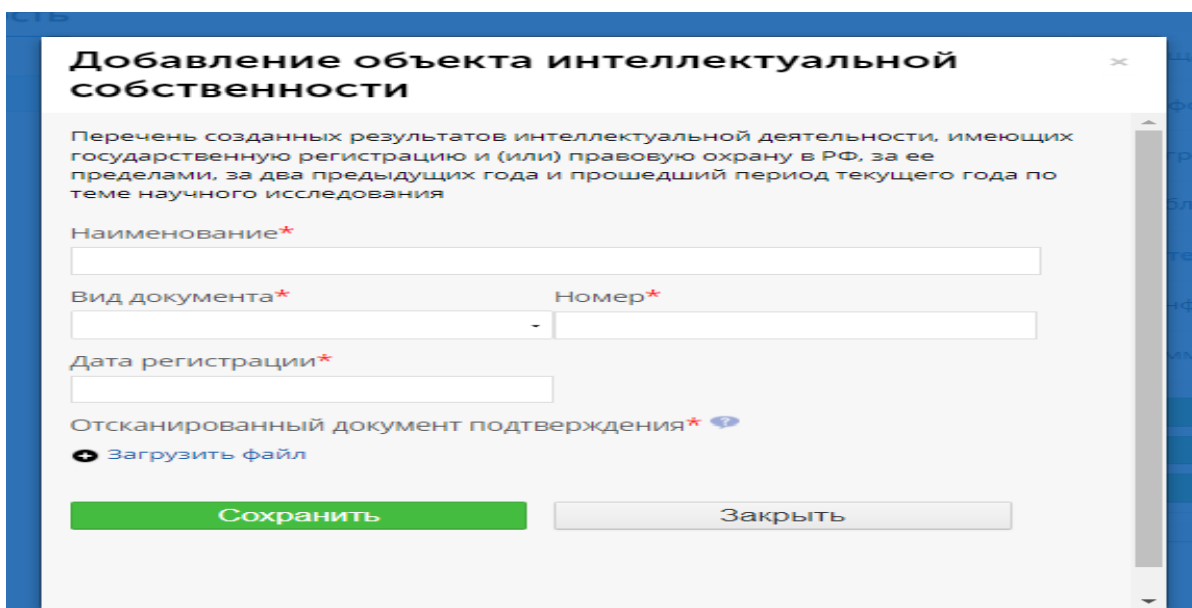 сть
Добавление объекта интеллектуальной
собственности
Перечень созданных результатов интеллектуальной деятельности, имеющих
государственную регистрацию и (или) правовую охрану в РФ, за ее
пределами, за два предыдущих года и прошедший период текущего года по
теме научного исследования
Наименование*
Вид документа* Номер*
Дата регистрации*
Отсканированный документ подтверждения* ?
Загрузить файл
Сохранить Закрыть